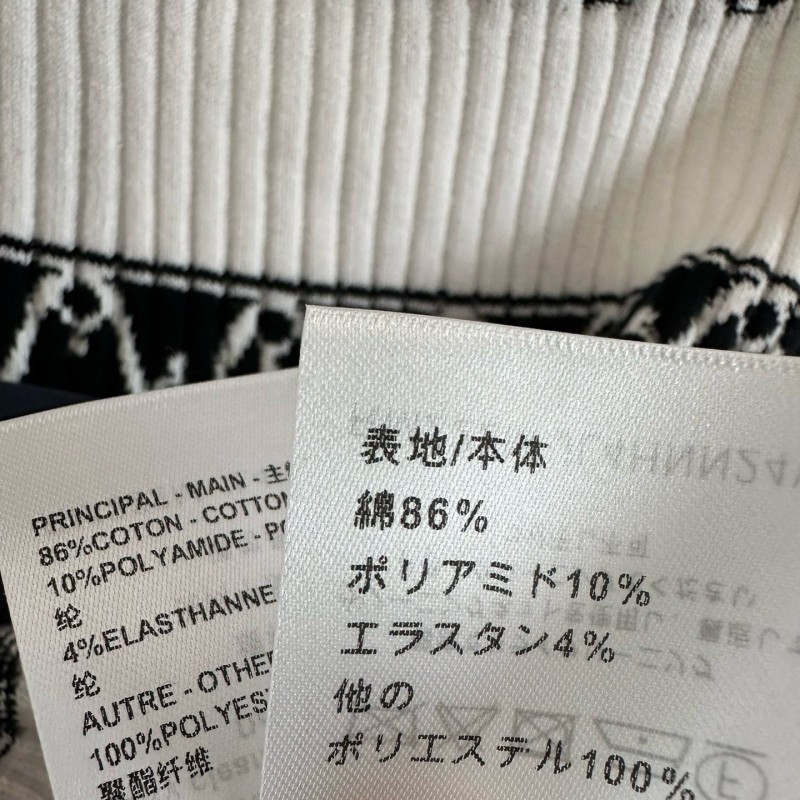 PRINCIPAL - MAIN - 主
86%COTON - COTTON
10%POLYAMIDE - PO
纶
4%ELASTHANNE
纶
AUTRE - OTHE
100%POLYES
聚酯纤维
表地/本体
綿86%
ポリアミド10%
エラスタン4%
他の
ポリエステル100%